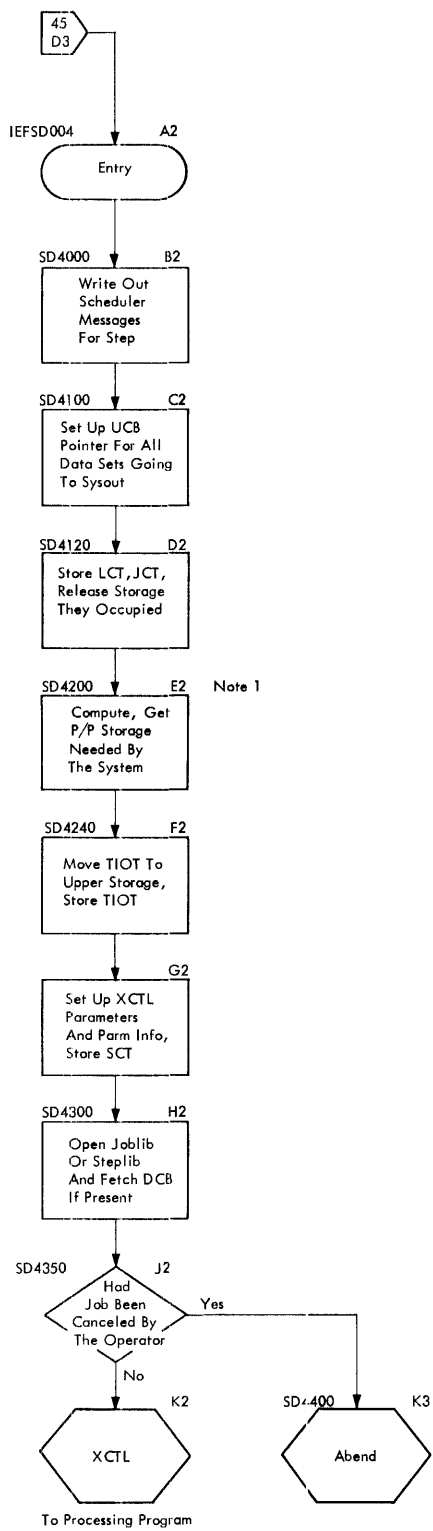 45
D3
IEFSD004 A2
Entry
SD4000 B2
Write Out
Scheduler
Messages
For Step
SD4100 C2
Set Up UCB
Pointer For All
Data Sets Going
To Sysout
SD4120 D2
Store LCT, JCT,
Release Storage
They Occupied
SD4200 E2 Note 1
Compute, Get
P/P Storage
Needed By
The System
SD4240 F2
Move TIOT To
Upper Storage,
Store TIOT
G2
Set Up XCTL
Parameters
And Parm Info,
Store SCT
SD4300 H2
Open Joblib
Or Steplib
And Fetch DCB
If Present
SD4350 J2
Had
Job Been
Canceled By
The Operator
Yes
No
K2
XCTL
SD4400 K3
Abend
To Processing Program